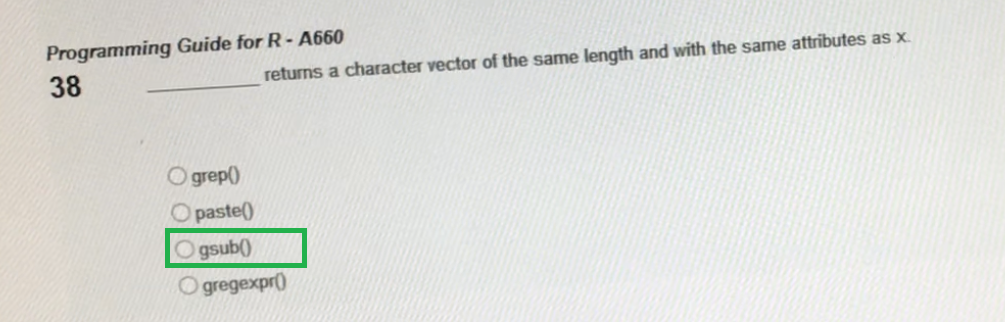 Programming Guide for R - A660
38 __________ returns a character vector of the same length and with the same attributes as x.
grep()
paste()
gsub()
gregexpr()